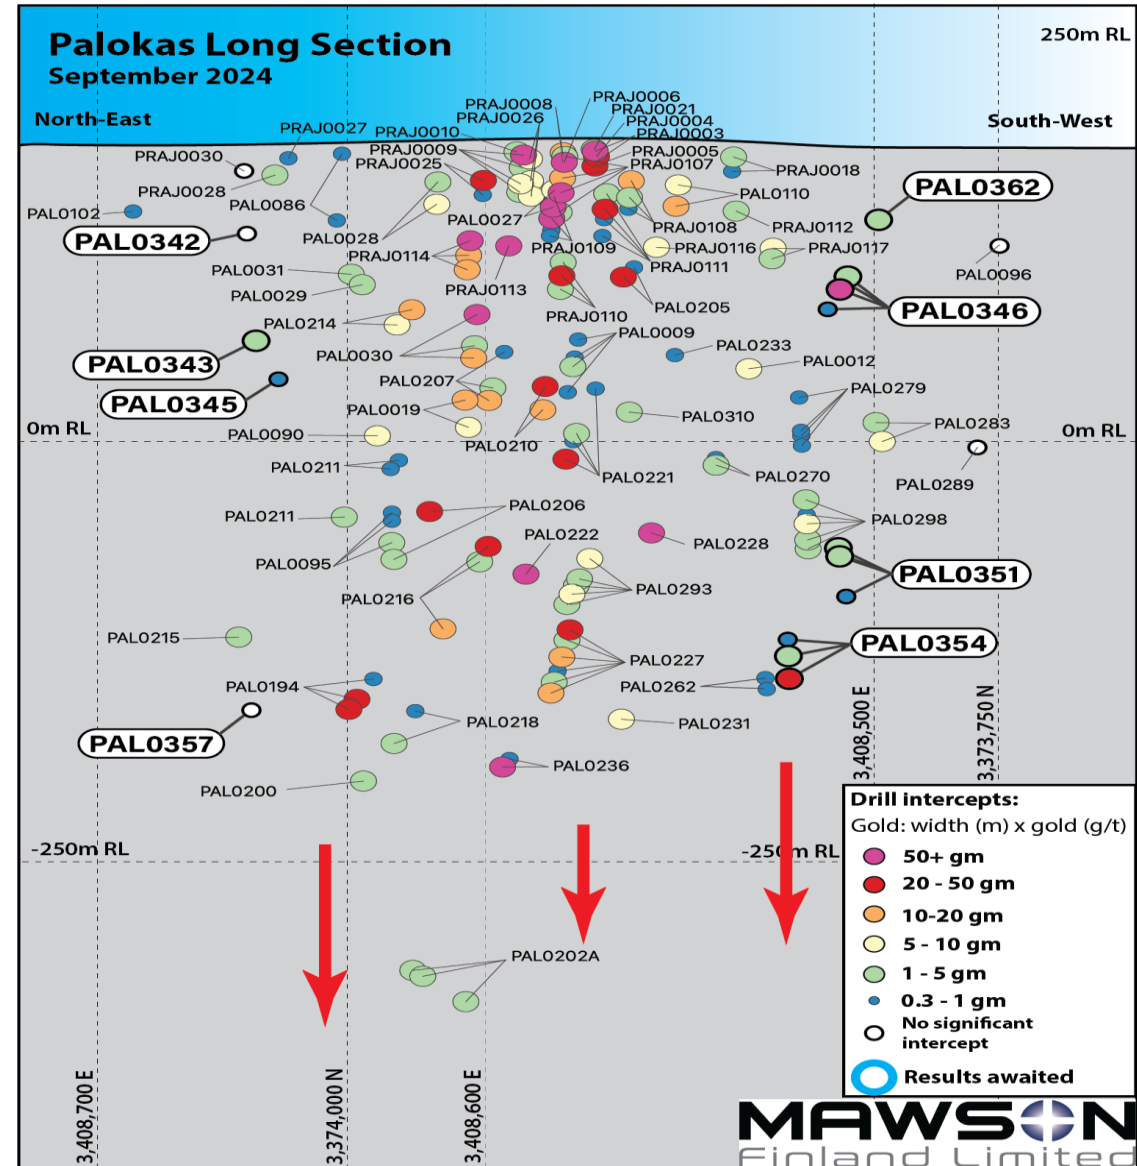 Palokas Long Section
September 2024
250m RL
North-East
South-West
PRAJ0006
PRAJ0008
PRAJ0021
PRAJ0026
PRAJ0004
PRAJ0027
PRAJ0010
PRAJ0003
PRAJ0030
PRAJ0009
PRAJ0005
PRAJ0025
PRAJ0107
PRAJ0018
PRAJ0028
PAL0362
PAL0086
PAL0110
PAL0102
PAL0027
PRAJ0108
PRAJ0112
PAL0342
PAL0028
PRAJ0109
PRAJ0116
PRAJ0117
PRAJ0114
PRAJ0111
PAL0096
PAL0031
PRAJ0113
PAL0029
PAL0205
PAL0346
PRAJ0110
PAL0214
PAL0009
PAL0233
PAL0030
PAL0012
PAL0343
PAL0207
PAL0279
PAL0345
PAL0019
PAL0310
PAL0283
0m RL
0m RL
PAL0090
PAL0210
PAL0211
PAL0221
PAL0270
PAL0289
PAL0206
PAL0211
PAL0298
PAL0222
PAL0228
PAL0095
PAL0351
PAL0293
PAL0216
PAL0215
PAL0354
PAL0227
PAL0194
PAL0262
PAL0218
PAL0231
PAL0357
PAL0236
PAL0200
3,408,500 E
3,373,750 N
-250m RL
-250m RL
Drill intercepts:
Gold: width (m) x gold (g/t)
50+ gm
20 - 50 gm
10-20 gm
5 - 10 gm
1 - 5 gm
0.3 - 1 gm
No significant
intercept
Results awaited
PAL0202A
3,408,700 E
3,374,000 N
3,408,600 E
MAWSON
Finland Limited